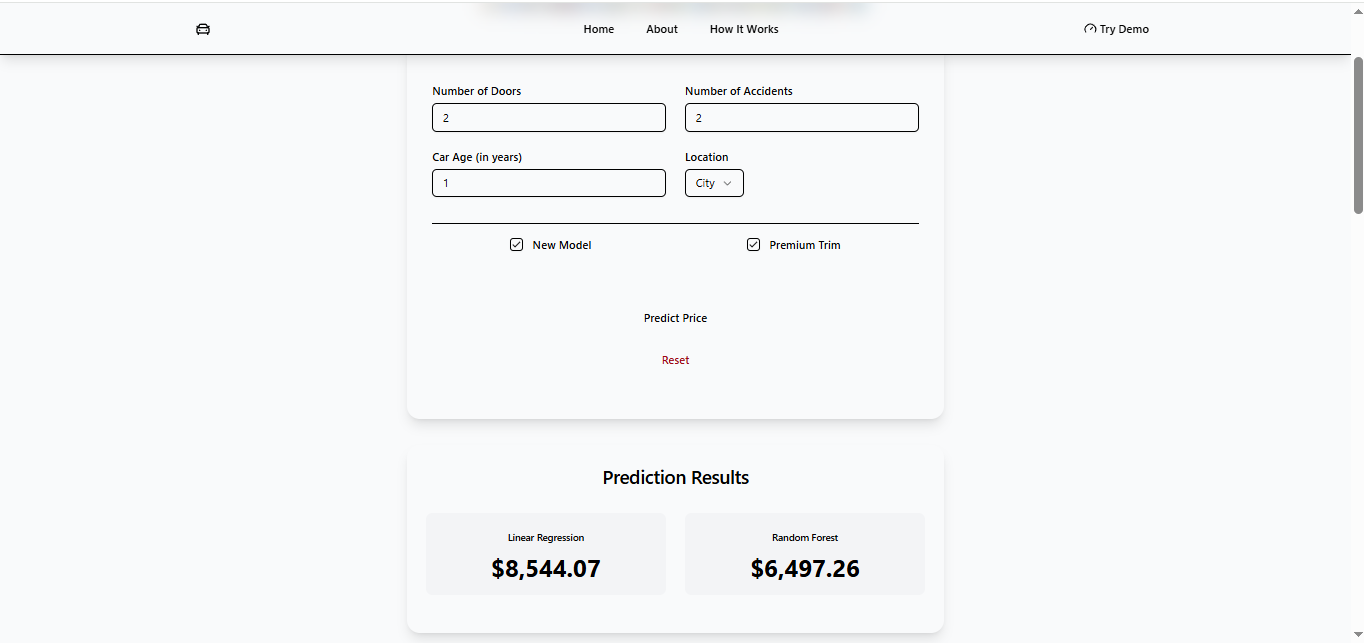 Home About How It Works Try Demo
Number of Doors Number of Accidents
2 2
Car Age (in years) Location
1 City
New Model Premium Trim
Predict Price
Reset
Prediction Results
Linear Regression Random Forest
$8,544.07 $6,497.26